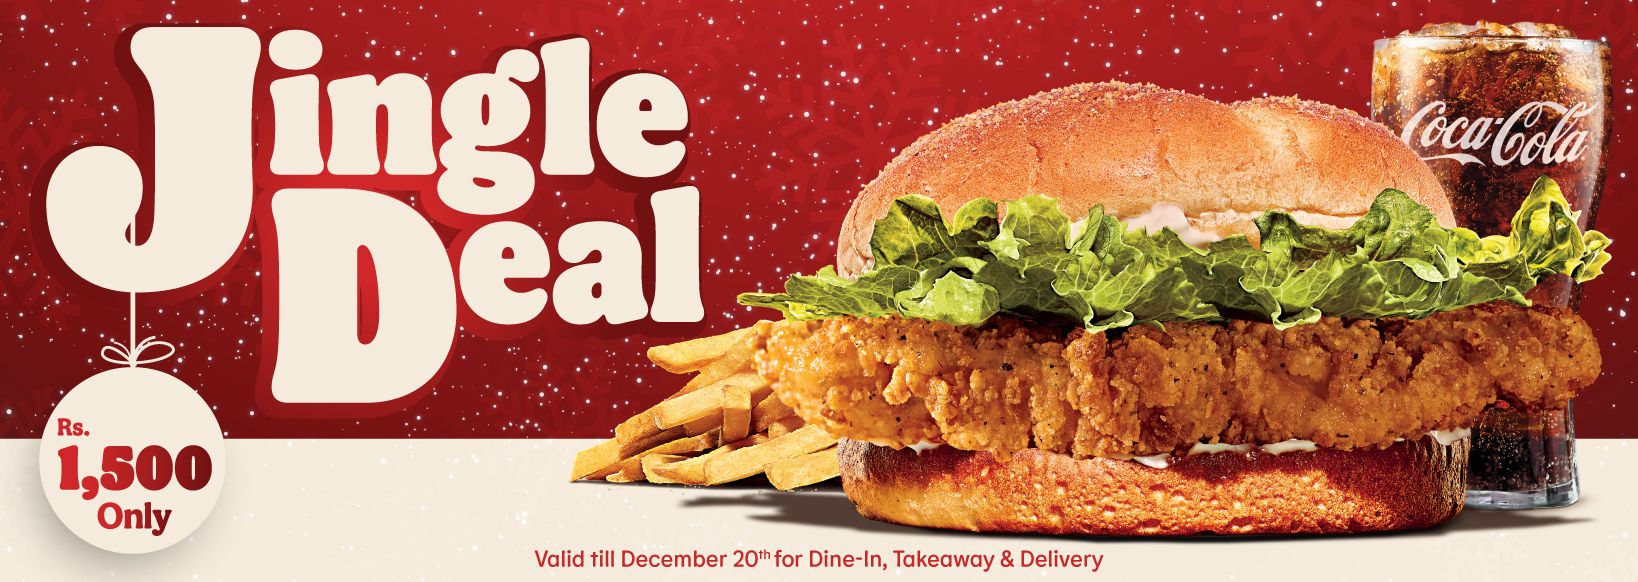 Jingle
Deal
Rs.
1,500
Only
Coca-Cola
Valid till December 20th for Dine-In, Takeaway & Delivery